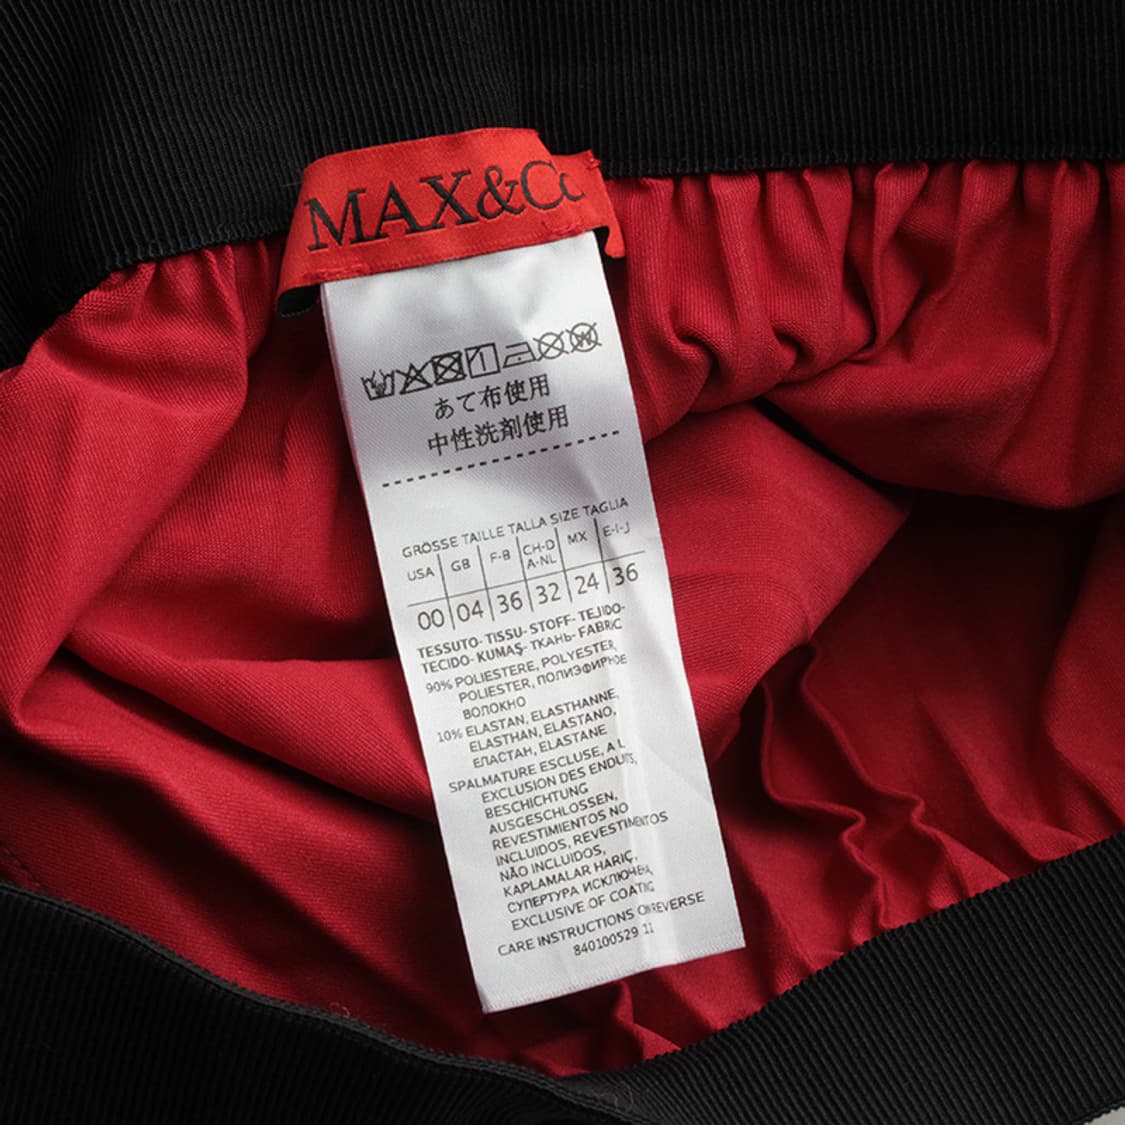 MAX&Co
あて布使用
中性洗剤使用
GRÖSSE TAILLE TALLA SIZE TAGLIA
USA GB F-B CH-D A-NL MX E-I-J
00 04 36 32 24 36
TESSUTO-TISSU-STOFF-TEJIDO-
TECIDO-KUMAŞ-ТКАНЬ-FABRIC
90% POLIESTERE, POLYESTER,
POLIESTER, ПОЛИЭФИРНОЕ
ВОЛОКНО
10% ELASTAN, ELASTHANNE,
ELASTHAN, ELASTANO,
ЕЛАСТАН, ELASTANE
SPALMATURE ESCLUSE, A L
EXCLUSION DES ENDUITS,
BESCHICHTUNG
AUSGESCHLOSSEN,
REVESTIMIENTOS NO
INCLUIDOS, REVESTIMENTOS
NÃO INCLUIDOS,
KAPLAMALAR HARIÇ,
СУПЕРТУРА ИСКЛЮЧЕНА,
EXCLUSIVE OF COATING
CARE INSTRUCTIONS ON REVERSE
840100529 11